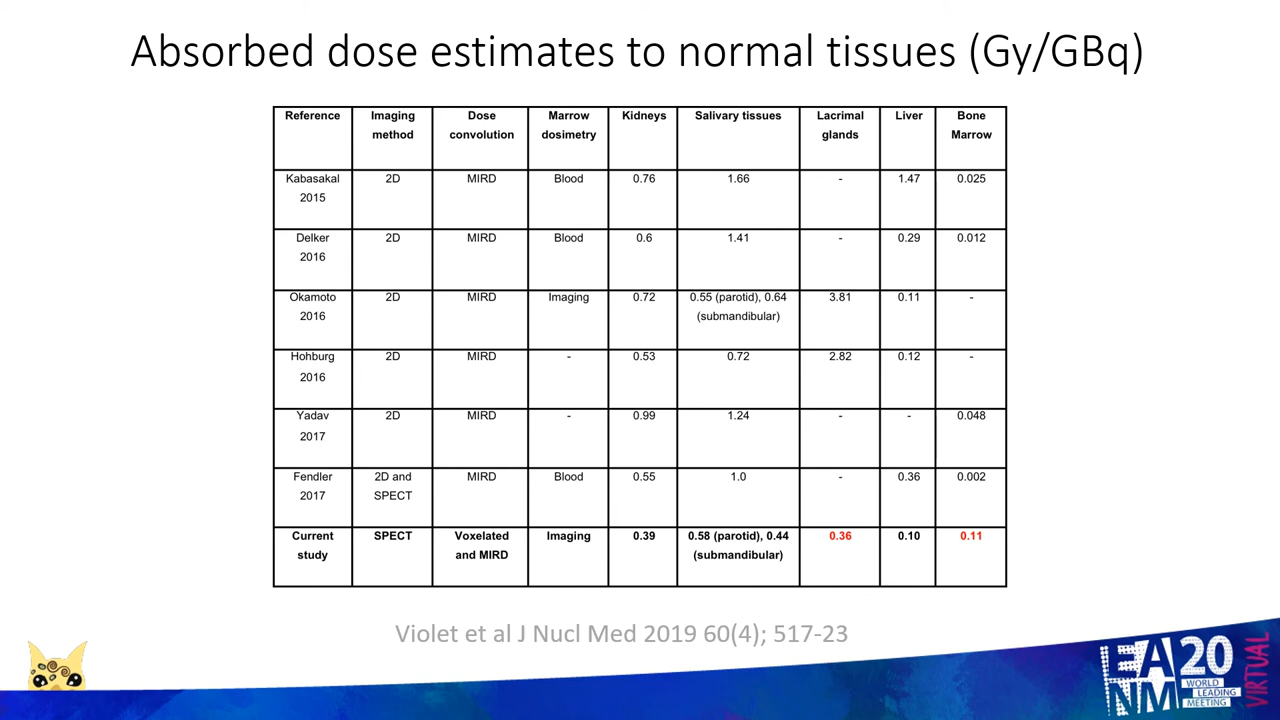 Absorbed dose estimates to normal tissues (Gy/GBq)
Reference Imaging method Dose convolution Marrow dosimetry Kidneys Salivary tissues Lacrimal glands Liver Bone Marrow
Kabasakal 2015 2D MIRD Blood 0.76 1.66 - 1.47 0.025
Delker 2016 2D MIRD Blood 0.6 1.41 - 0.29 0.012
Okamoto 2016 2D MIRD Imaging 0.72 0.55 (parotid), 0.64 (submandibular) 3.81 0.11 -
Hohburg 2016 2D MIRD - 0.53 0.72 2.82 0.12 -
Yadav 2017 2D MIRD - 0.99 1.24 - - 0.048
Fendler 2017 2D and SPECT MIRD Blood 0.55 1.0 - 0.36 0.002
Current study SPECT Voxelated and MIRD Imaging 0.39 0.58 (parotid), 0.44 (submandibular) 0.36 0.10 0.11
Violet et al J Nucl Med 2019 60(4); 517-23
EANM 20
WORLD
LEADING
MEETING
VIRTUAL